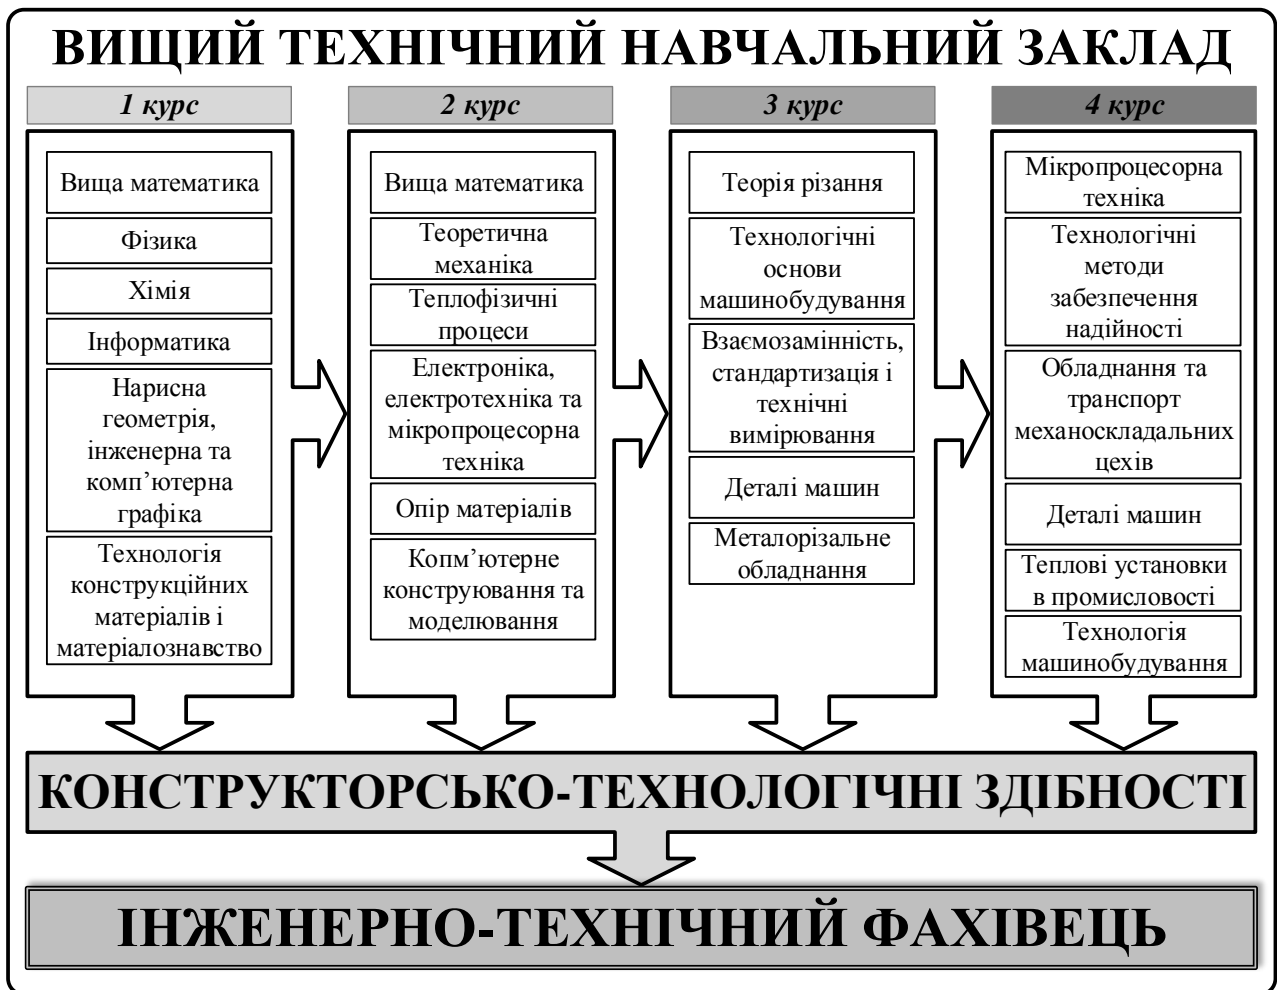 ВИЩИЙ ТЕХНІЧНИЙ НАВЧАЛЬНИЙ ЗАКЛАД
1 курс
Вища математика
Фізика
Хімія
Інформатика
Нарисна
геометрія,
інженерна та
комп’ютерна
графіка
Технологія
конструкційних
матеріалів і
матеріалознавство
2 курс
Вища математика
Теоретична
механіка
Теплофізичні
процеси
Електроніка,
електротехніка та
мікропроцесорна
техніка
Опір матеріалів
Копм’ютерне
конструювання та
моделювання
3 курс
Теорія різання
Технологічні
основи
машинобудування
Взаємозамінність,
стандартизація і
технічні
вимірювання
Деталі машин
Металорізальне
обладнання
4 курс
Мікропроцесорна
техніка
Технологічні
методи
забезпечення
надійності
Обладнання та
транспорт
механоскладальних
цехів
Деталі машин
Теплові установки
в промисловості
Технологія
машинобудування
КОНСТРУКТОРСЬКО-ТЕХНОЛОГІЧНІ ЗДІБНОСТІ
ІНЖЕНЕРНО-ТЕХНІЧНИЙ ФАХІВЕЦЬ